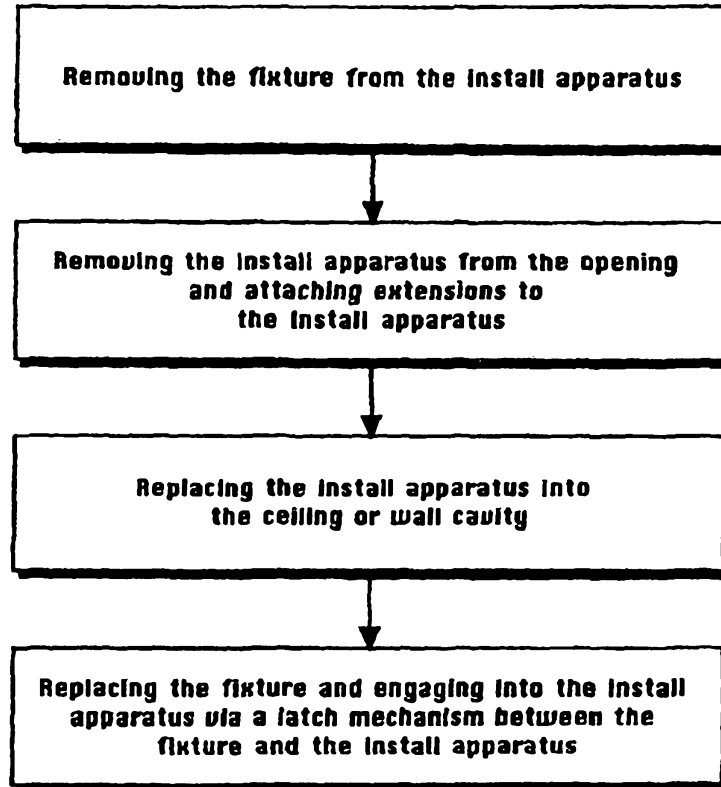 Removing the fixture from the install apparatus
Removing the install apparatus from the opening
and attaching extensions to
the install apparatus
Replacing the install apparatus into
the ceiling or wall cavity
Replacing the fixture and engaging into the install
apparatus via a latch mechanism between the
fixture and the install apparatus